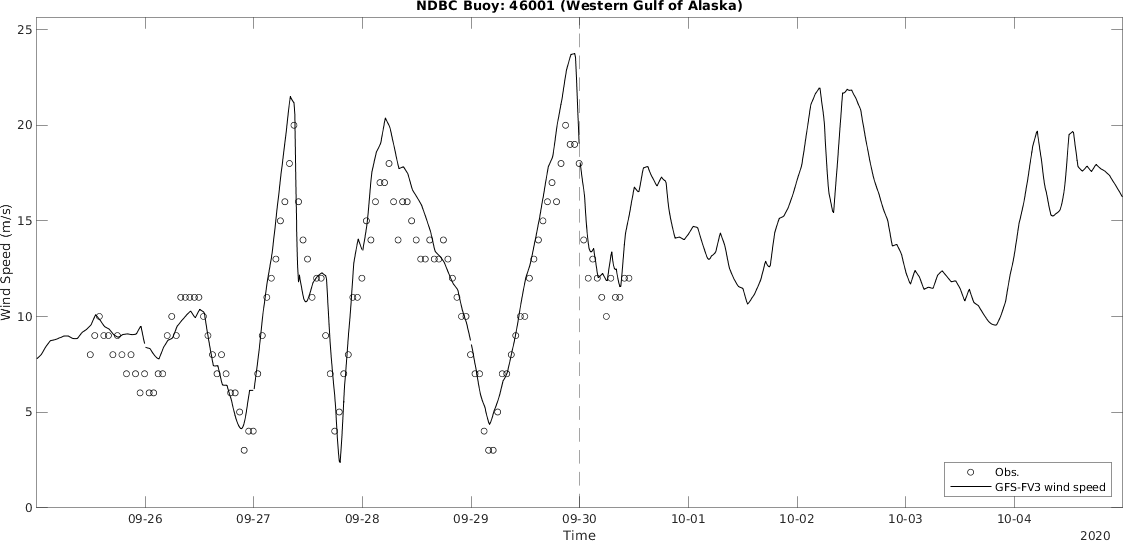 NDBC Buoy: 46001 (Western Gulf of Alaska)
25
20
15
10
5
0
Wind Speed (m/s)
09-26 09-27 09-28 09-29 09-30 10-01 10-02 10-03 10-04
Time
2020
Obs.
GFS-FV3 wind speed